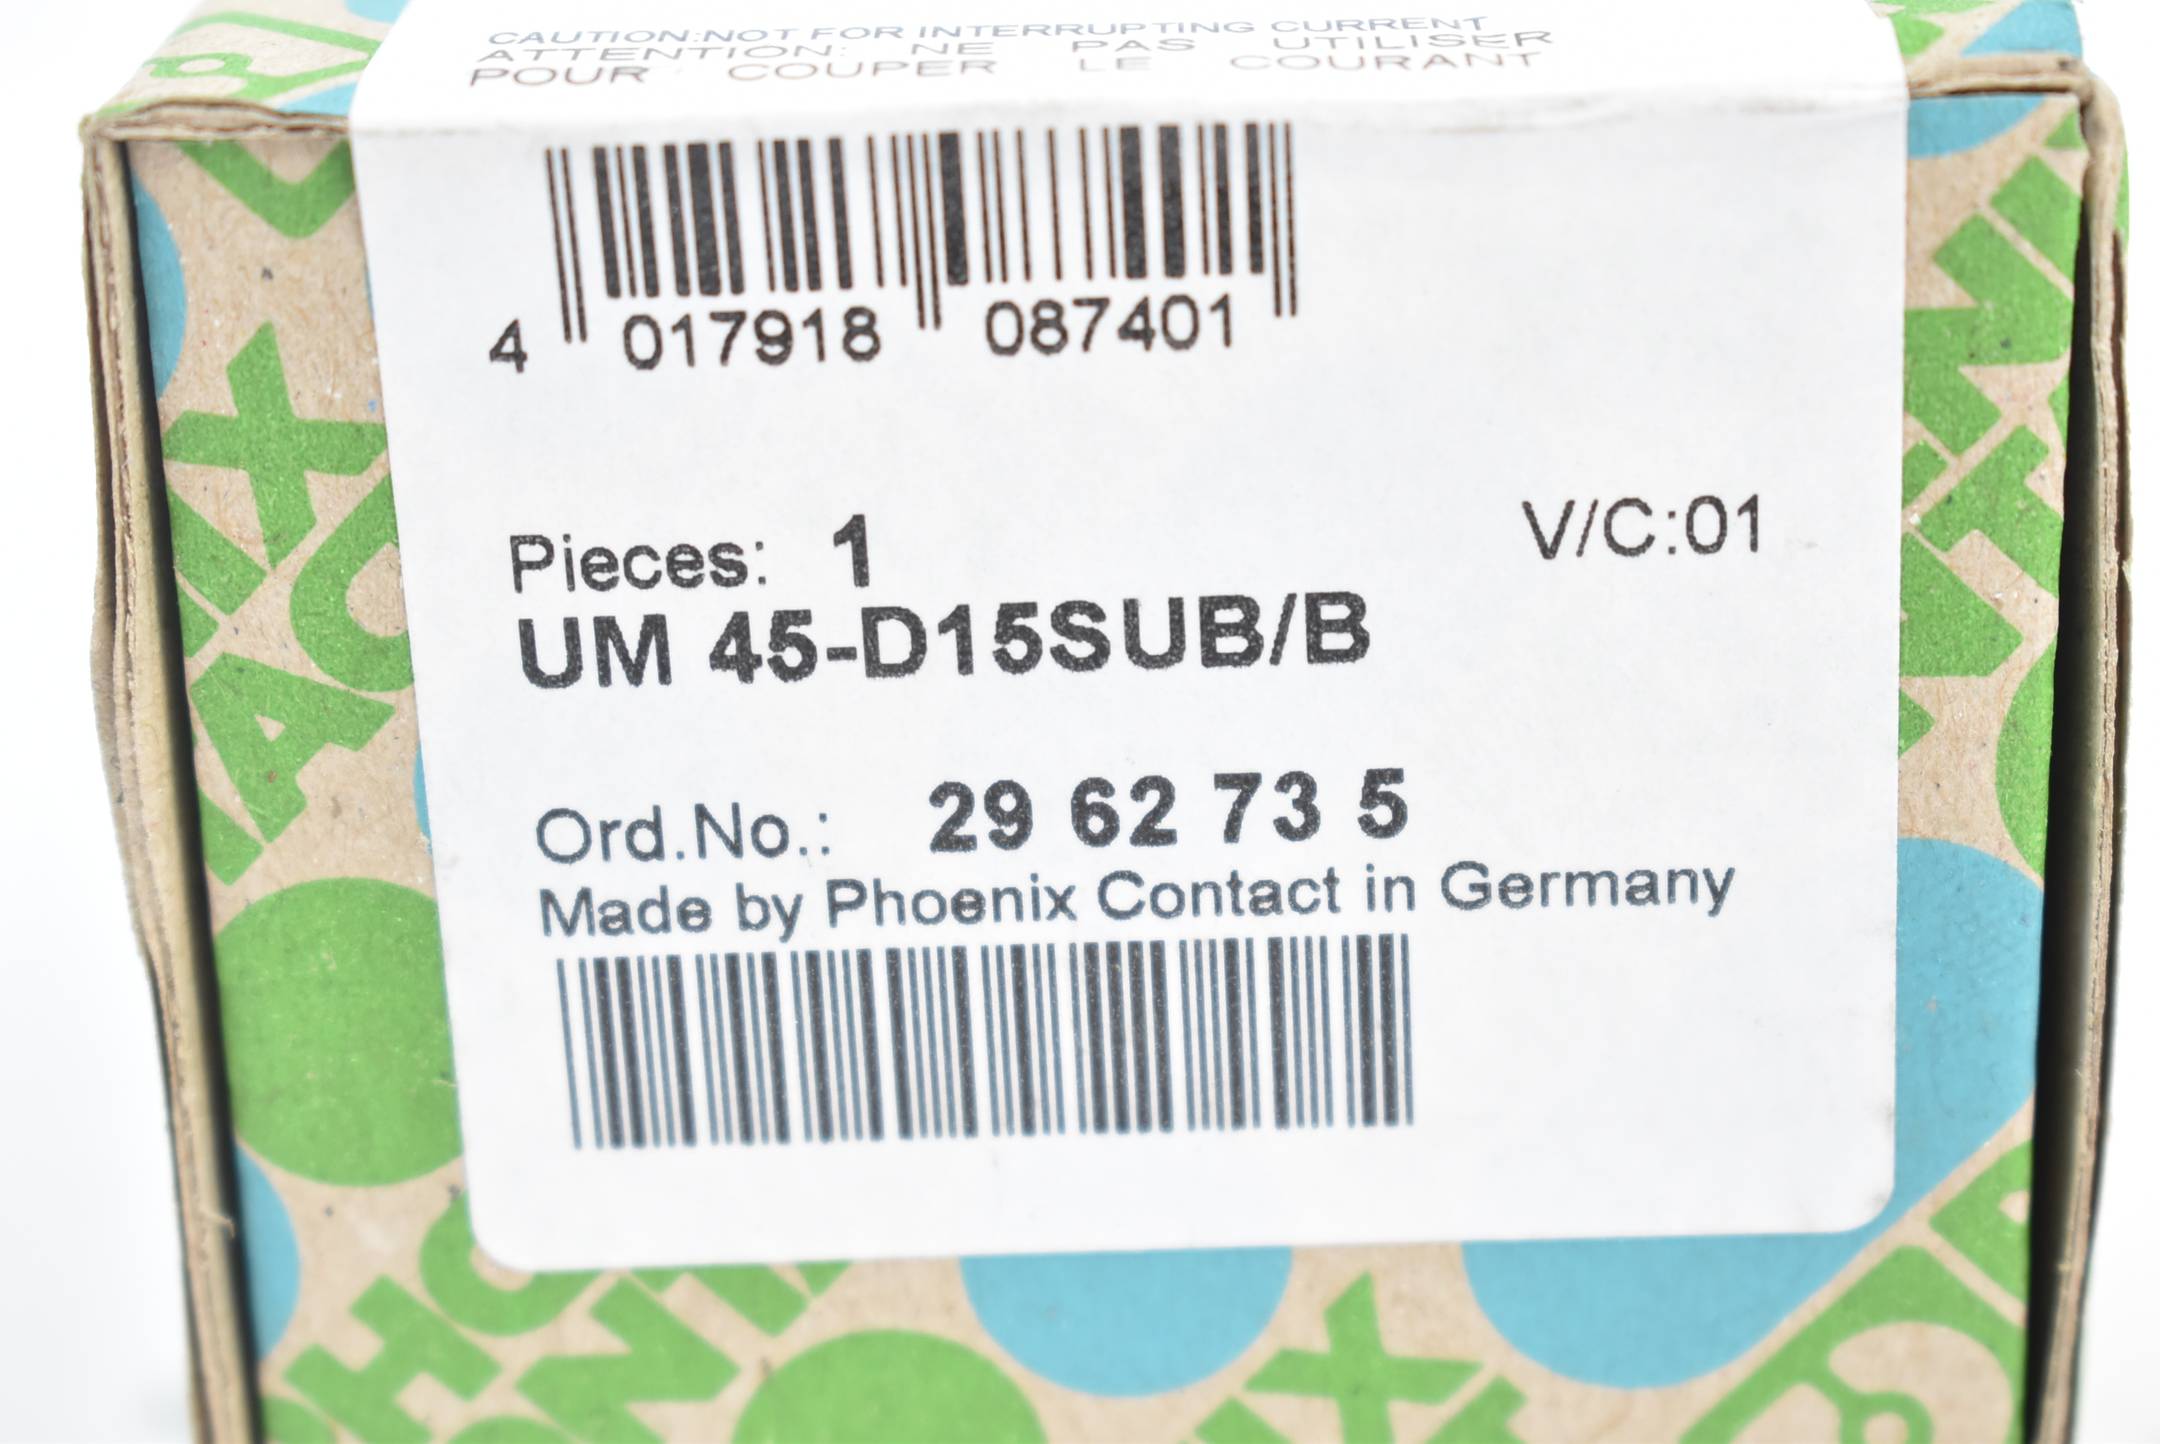 CAUTION:NOT FOR INTERRUPTING CURRENT
ATTENTION: NE PAS UTILISER
POUR COUPER LE COURANT
4 017918 087401
Pieces: 1
V/C:01
UM 45-D15SUB/B
Ord.No.: 29 62 73 5
Made by Phoenix Contact in Germany